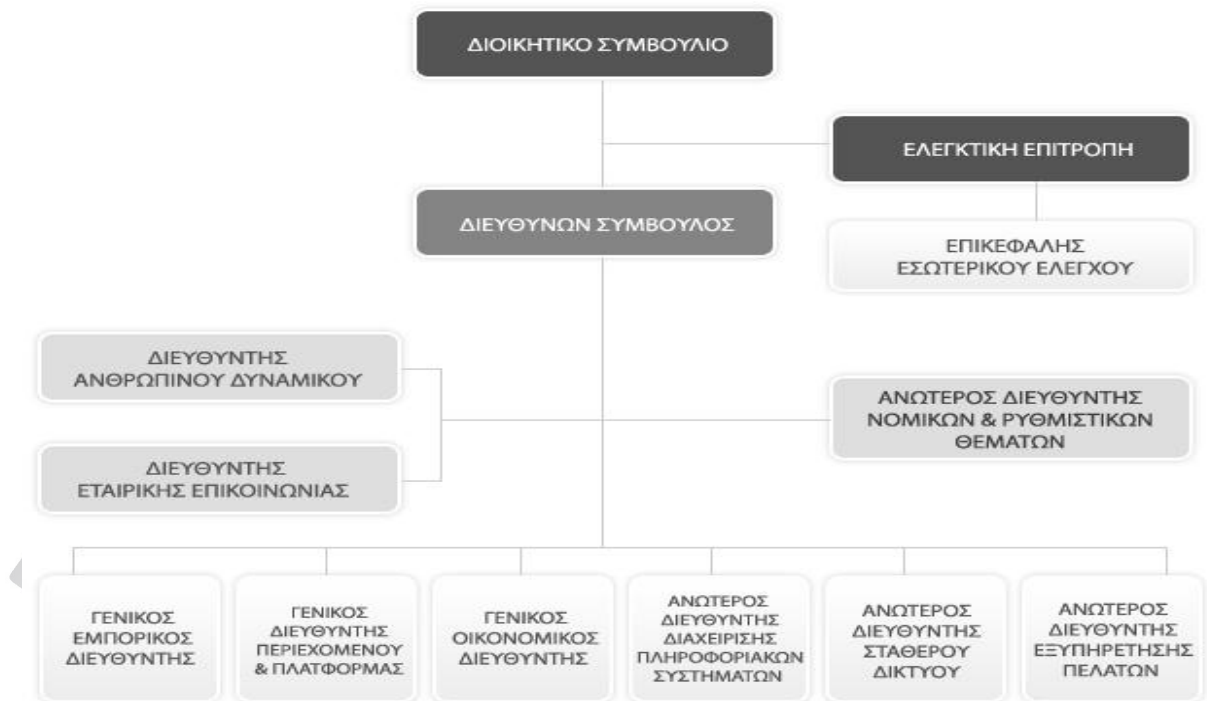 ΔΙΟΙΚΗΤΙΚΟ ΣΥΜΒΟΥΛΙΟ
ΕΛΕΓΚΤΙΚΗ ΕΠΙΤΡΟΠΗ
ΔΙΕΥΘΥΝΩΝ ΣΥΜΒΟΥΛΟΣ
ΕΠΙΚΕΦΑΛΗΣ
ΕΣΩΤΕΡΙΚΟΥ ΕΛΕΓΧΟΥ
ΔΙΕΥΘΥΝΤΗΣ
ΑΝΘΡΩΠΙΝΟΥ ΔΥΝΑΜΙΚΟΥ
ΑΝΩΤΕΡΟΣ ΔΙΕΥΘΥΝΤΗΣ
ΝΟΜΙΚΩΝ & ΡΥΘΜΙΣΤΙΚΩΝ
ΘΕΜΑΤΩΝ
ΔΙΕΥΘΥΝΤΗΣ
ΕΤΑΙΡΙΚΗΣ ΕΠΙΚΟΙΝΩΝΙΑΣ
ΓΕΝΙΚΟΣ
ΕΜΠΟΡΙΚΟΣ
ΔΙΕΥΘΥΝΤΗΣ
ΓΕΝΙΚΟΣ
ΔΙΕΥΘΥΝΤΗΣ
ΠΕΡΙΕΧΟΜΕΝΟΥ
& ΠΛΑΤΦΟΡΜΑΣ
ΓΕΝΙΚΟΣ
ΟΙΚΟΝΟΜΙΚΟΣ
ΔΙΕΥΘΥΝΤΗΣ
ΑΝΩΤΕΡΟΣ
ΔΙΕΥΘΥΝΤΗΣ
ΔΙΑΧΕΙΡΙΣΗΣ
ΠΛΗΡΟΦΟΡΙΑΚΩΝ
ΣΥΣΤΗΜΑΤΩΝ
ΑΝΩΤΕΡΟΣ
ΔΙΕΥΘΥΝΤΗΣ
ΣΤΑΘΕΡΟΥ
ΔΙΚΤΥΟΥ
ΑΝΩΤΕΡΟΣ
ΔΙΕΥΘΥΝΤΗΣ
ΕΞΥΠΗΡΕΤΗΣΗΣ
ΠΕΛΑΤΩΝ